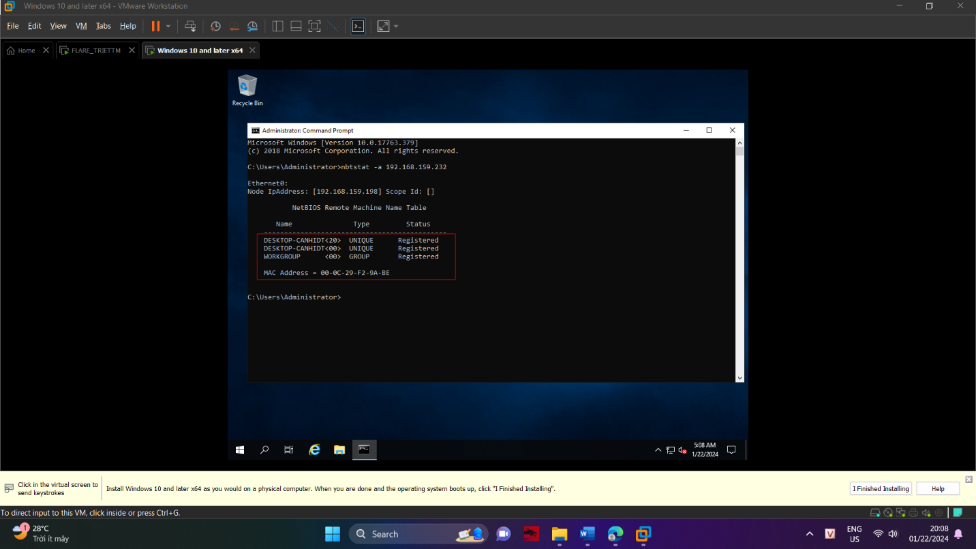 Windows 10 and later x64 - VMware Workstation
File Edit View VM Tabs Help
Home
FLARE_TRIETTM
Windows 10 and later x64
Recycle Bin
Administrator: Command Prompt
Microsoft Windows [Version 10.0.17763.379]
(c) 2018 Microsoft Corporation. All rights reserved.
C:\Users\Administrator>nbtstat -a 192.168.159.232
Ethernet0:
Node IpAddress: [192.168.159.198] Scope Id: []
NetBIOS Remote Machine Name Table
Name Type Status
---------------------------------------------
DESKTOP-CANHIDT<20> UNIQUE Registered
DESKTOP-CANHIDT<00> UNIQUE Registered
WORKGROUP <00> GROUP Registered
MAC Address = 00-0C-29-F2-9A-8E
C:\Users\Administrator>
5:08 AM
1/22/2024
Click in the virtual screen to
send keystrokes
Install Windows 10 and later x64 as you would on a physical computer. When you are done and the operating system boots up, click "I Finished Installing".
I Finished Installing
Help
To direct input to this VM, click inside or press Ctrl+G.
1
28°C
Trời ít mây
Search
V
ENG
US
20:08
01/22/2024